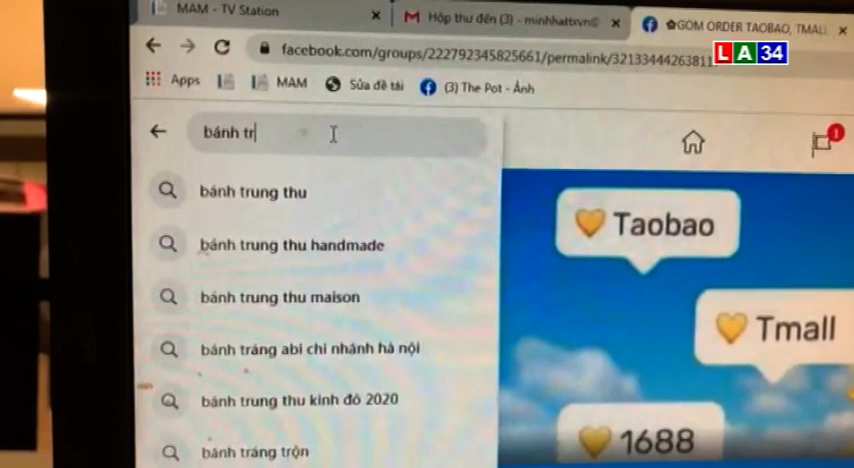 MAM - TV Station
Hộp thư đến (3) - minhhattxvn@
✿GOM ORDER TAOBAO, TMALL
facebook.com/groups/222792345825661/permalink/32133444263811
LA34
Apps
MAM
Sửa đề tài
(3) The Pot - Ảnh
bánh tr
1
bánh trung thu
bánh trung thu handmade
bánh trung thu maison
bánh tráng abi chi nhánh hà nội
bánh trung thu kinh đô 2020
bánh tráng trộn
Taobao
Tmall
1688